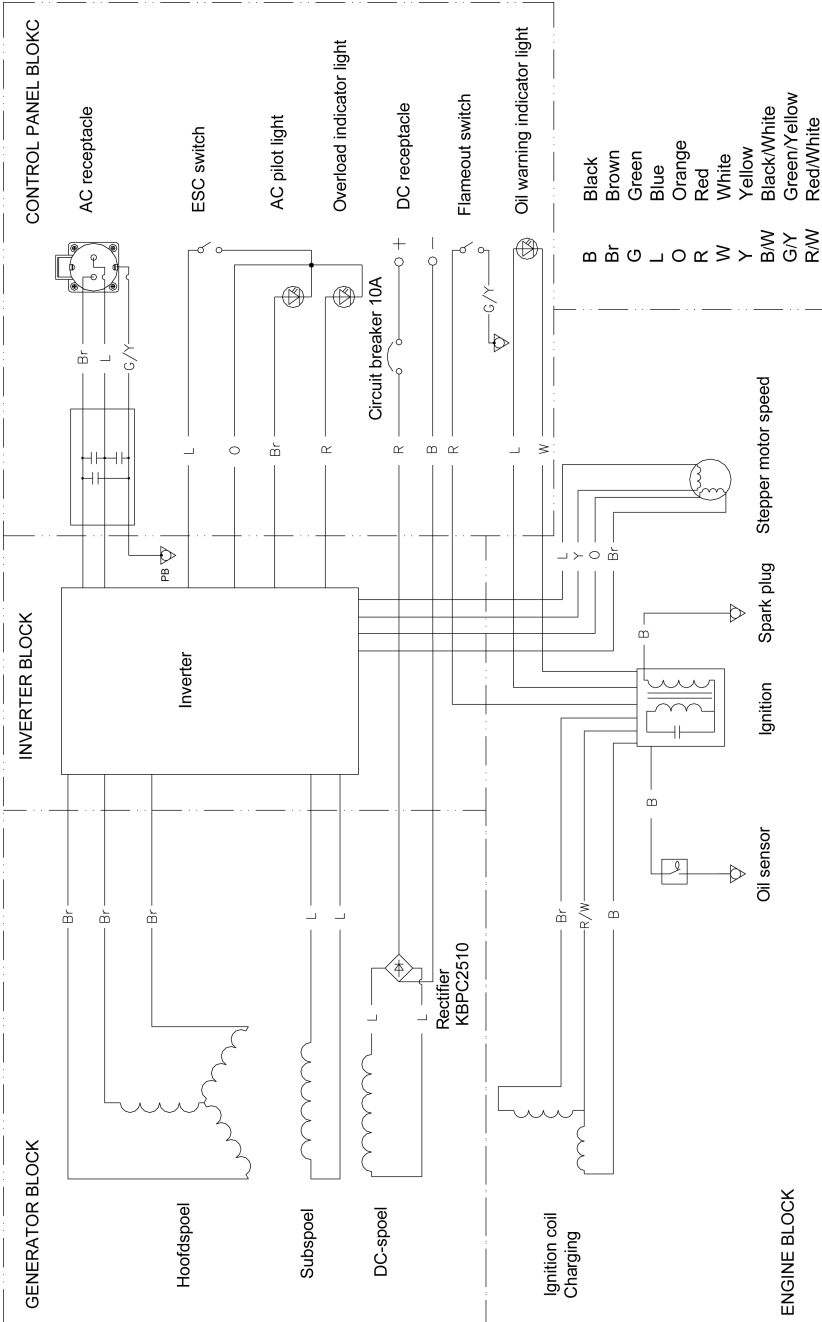 GENERATOR BLOCK
INVERTER BLOCK
CONTROL PANEL BLOKC
Hoofdspoel
Br
Br
Br
Inverter
Br
L
G/Y
PB
AC receptacle
Subspoel
L
L
L
O
Br
R
ESC switch
AC pilot light
Overload indicator light
DC-spoel
L
L
Rectifier
KBPC2510
R
B
Circuit breaker 10A
+
−
DC receptacle
R
G/Y
Flameout switch
L
W
Oil warning indicator light
Ignition coil
Charging
Br
R/W
B
B
Oil sensor
Ignition
B
Spark plug
L
Y
O
Br
Stepper motor speed
ENGINE BLOCK
B Black
Br Brown
G Green
L Blue
O Orange
R Red
W White
Y Yellow
B/W Black/White
G/Y Green/Yellow
R/W Red/White